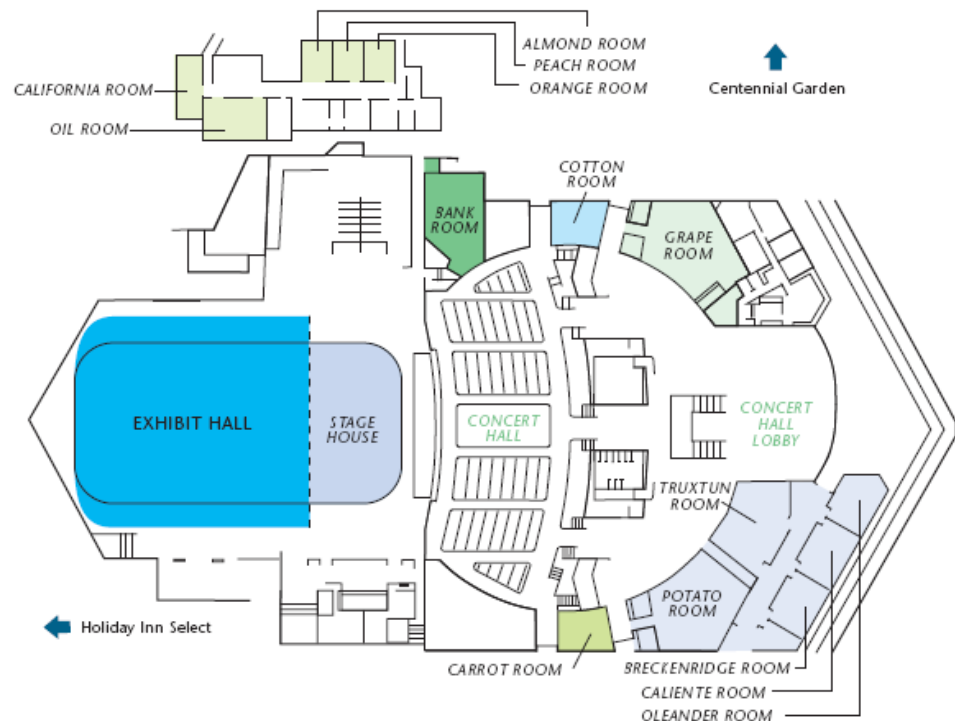 ALMOND ROOM
PEACH ROOM
ORANGE ROOM
CALIFORNIA ROOM
OIL ROOM
Centennial Garden
COTTON
ROOM
BANK
ROOM
GRAPE
ROOM
EXHIBIT HALL
STAGE
HOUSE
CONCERT
HALL
CONCERT
HALL
LOBBY
TRUXTUN
ROOM
POTATO
ROOM
Holiday Inn Select
CARROT ROOM
BRECKENRIDGE ROOM
CALIENTE ROOM
OLEANDER ROOM